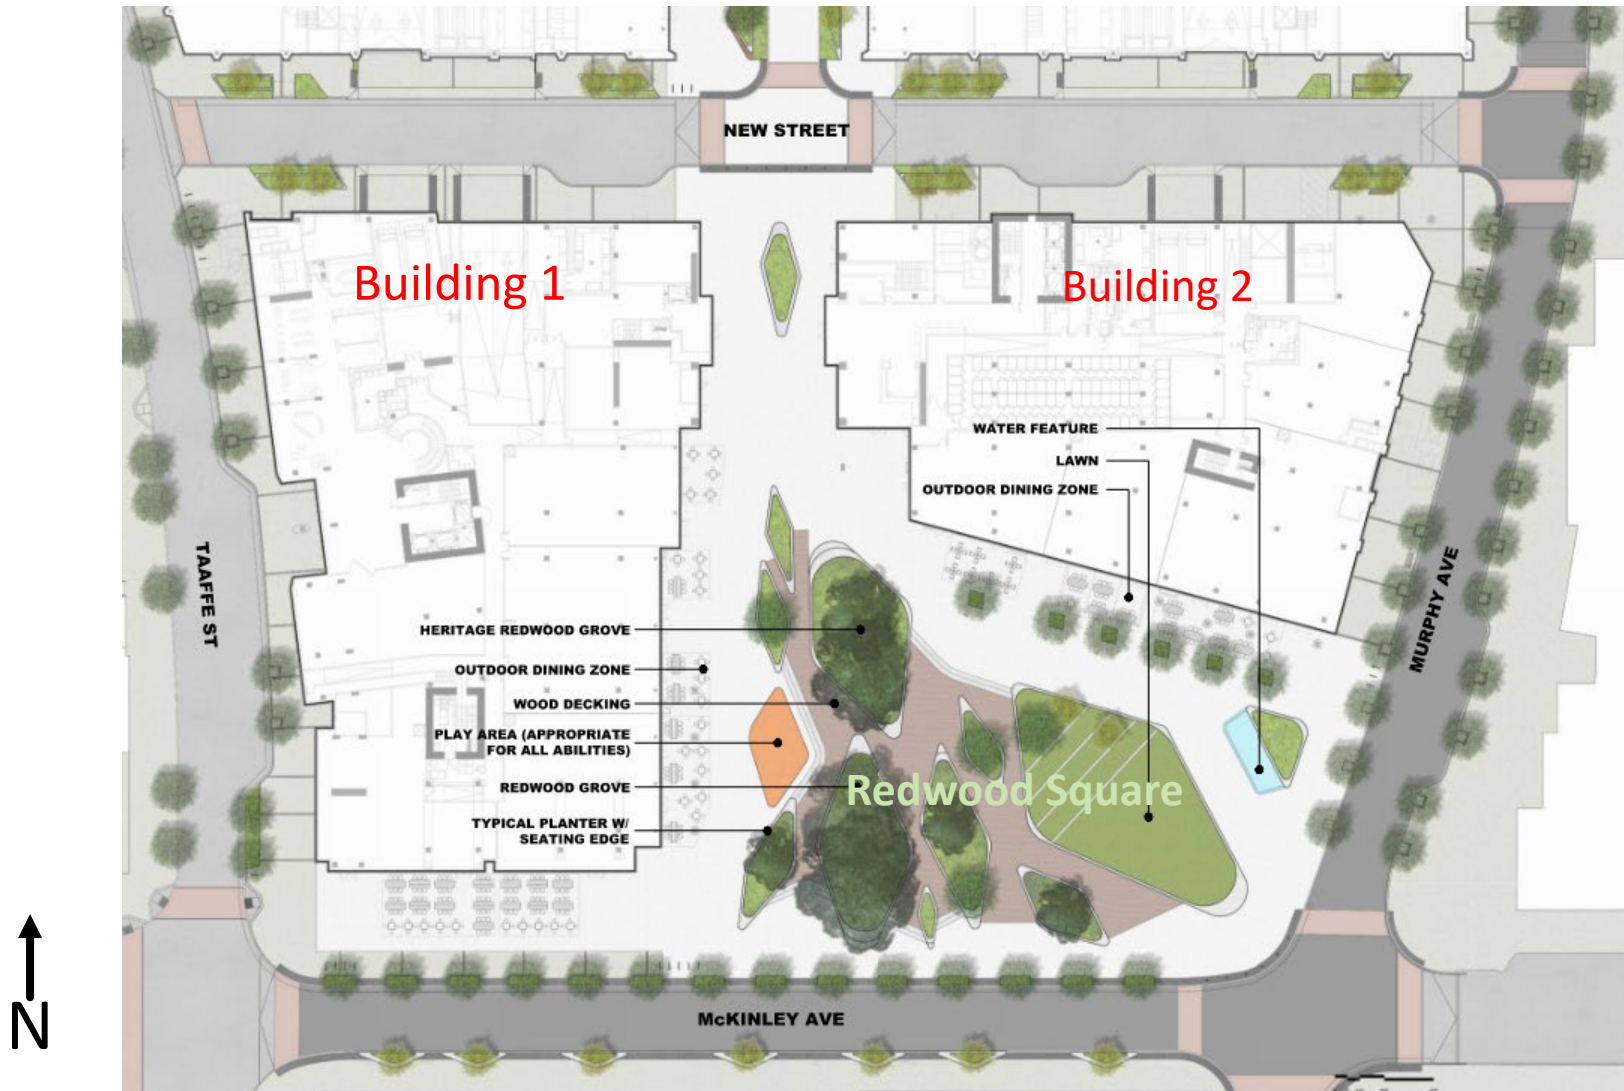 NEW STREET
Building 1
Building 2
WATER FEATURE
LAWN
OUTDOOR DINING ZONE
TAAFFE ST
MURPHY AVE
HERITAGE REDWOOD GROVE
OUTDOOR DINING ZONE
WOOD DECKING
PLAY AREA (APPROPRIATE
FOR ALL ABILITIES)
REDWOOD GROVE
Redwood Square
TYPICAL PLANTER W/
SEATING EDGE
N
McKINLEY AVE